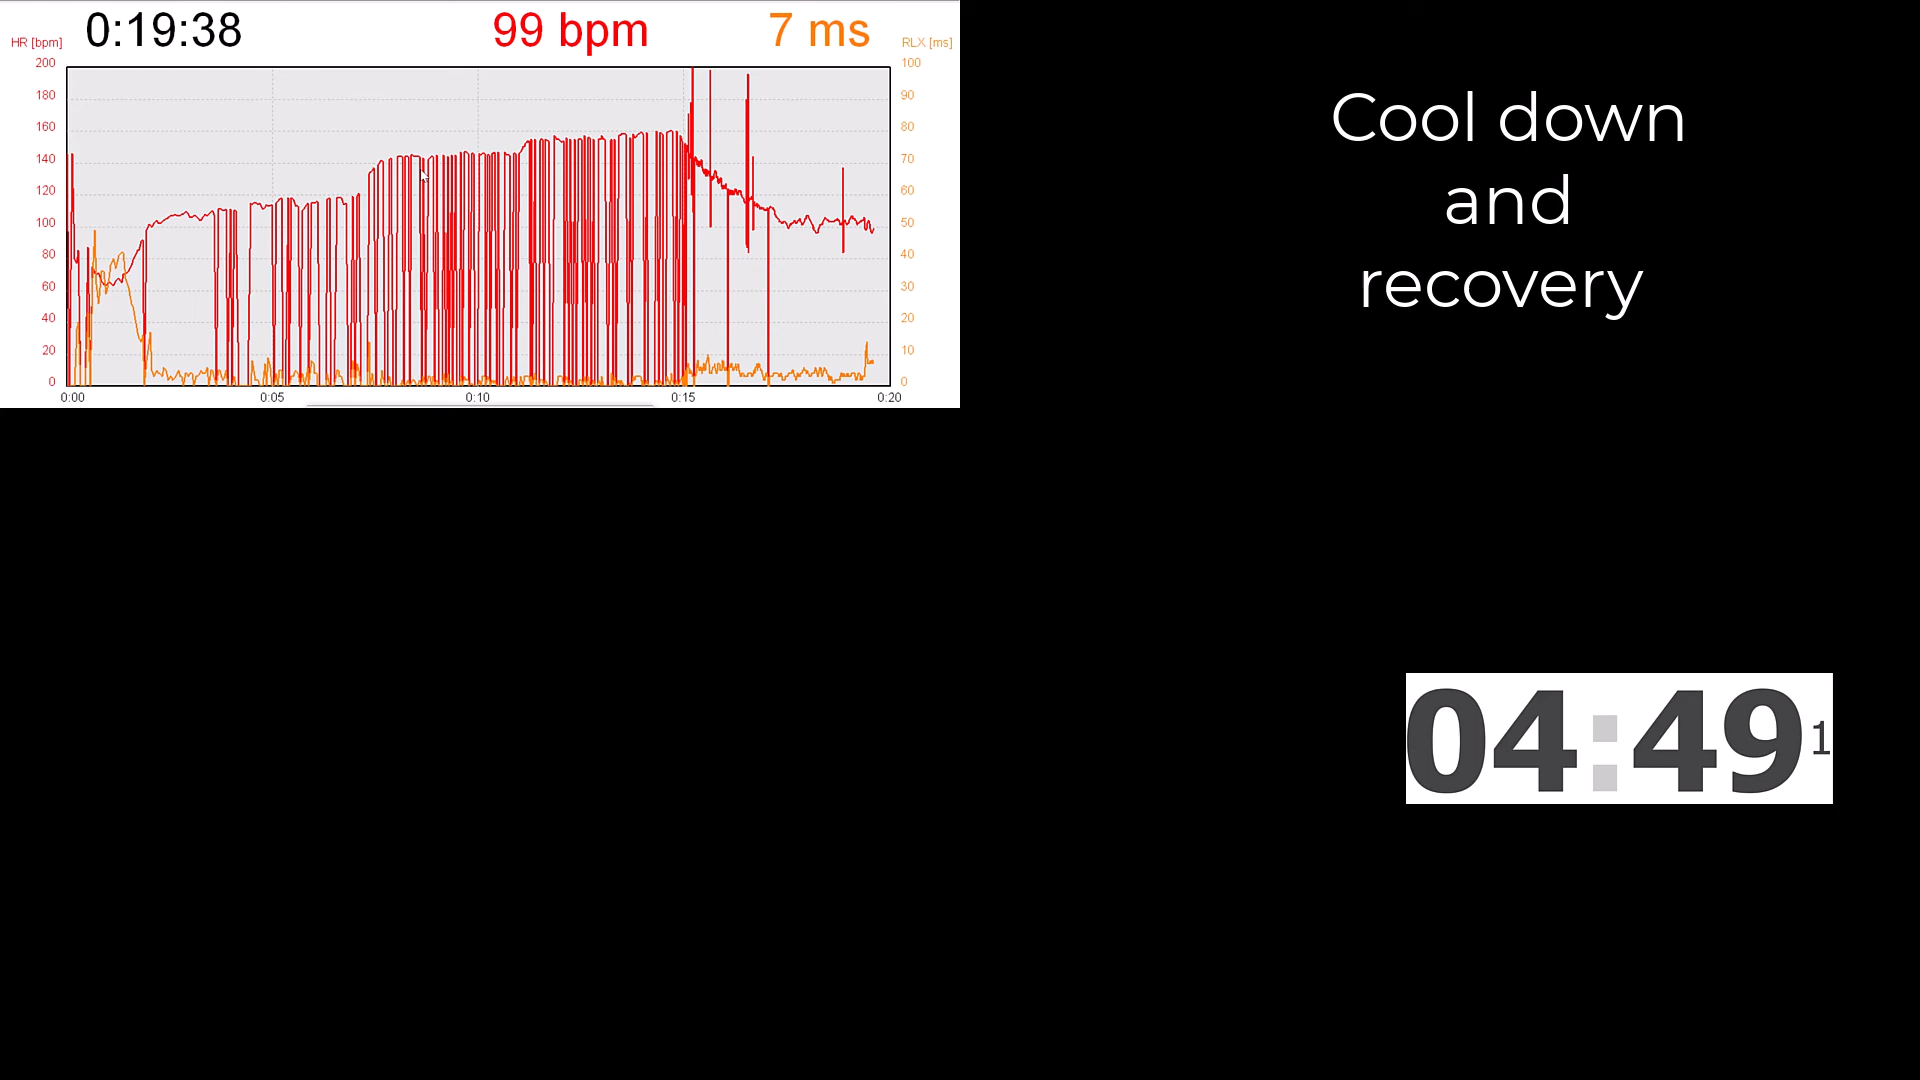 0:19:38 99 bpm 7 ms
HR [bpm] RLX [ms]
200 100
180 90
160 80
140 70
120 60
100 50
80 40
60 30
40 20
20 10
0 0
0:00 0:05 0:10 0:15 0:20
Cool down
and
recovery
04:49 1